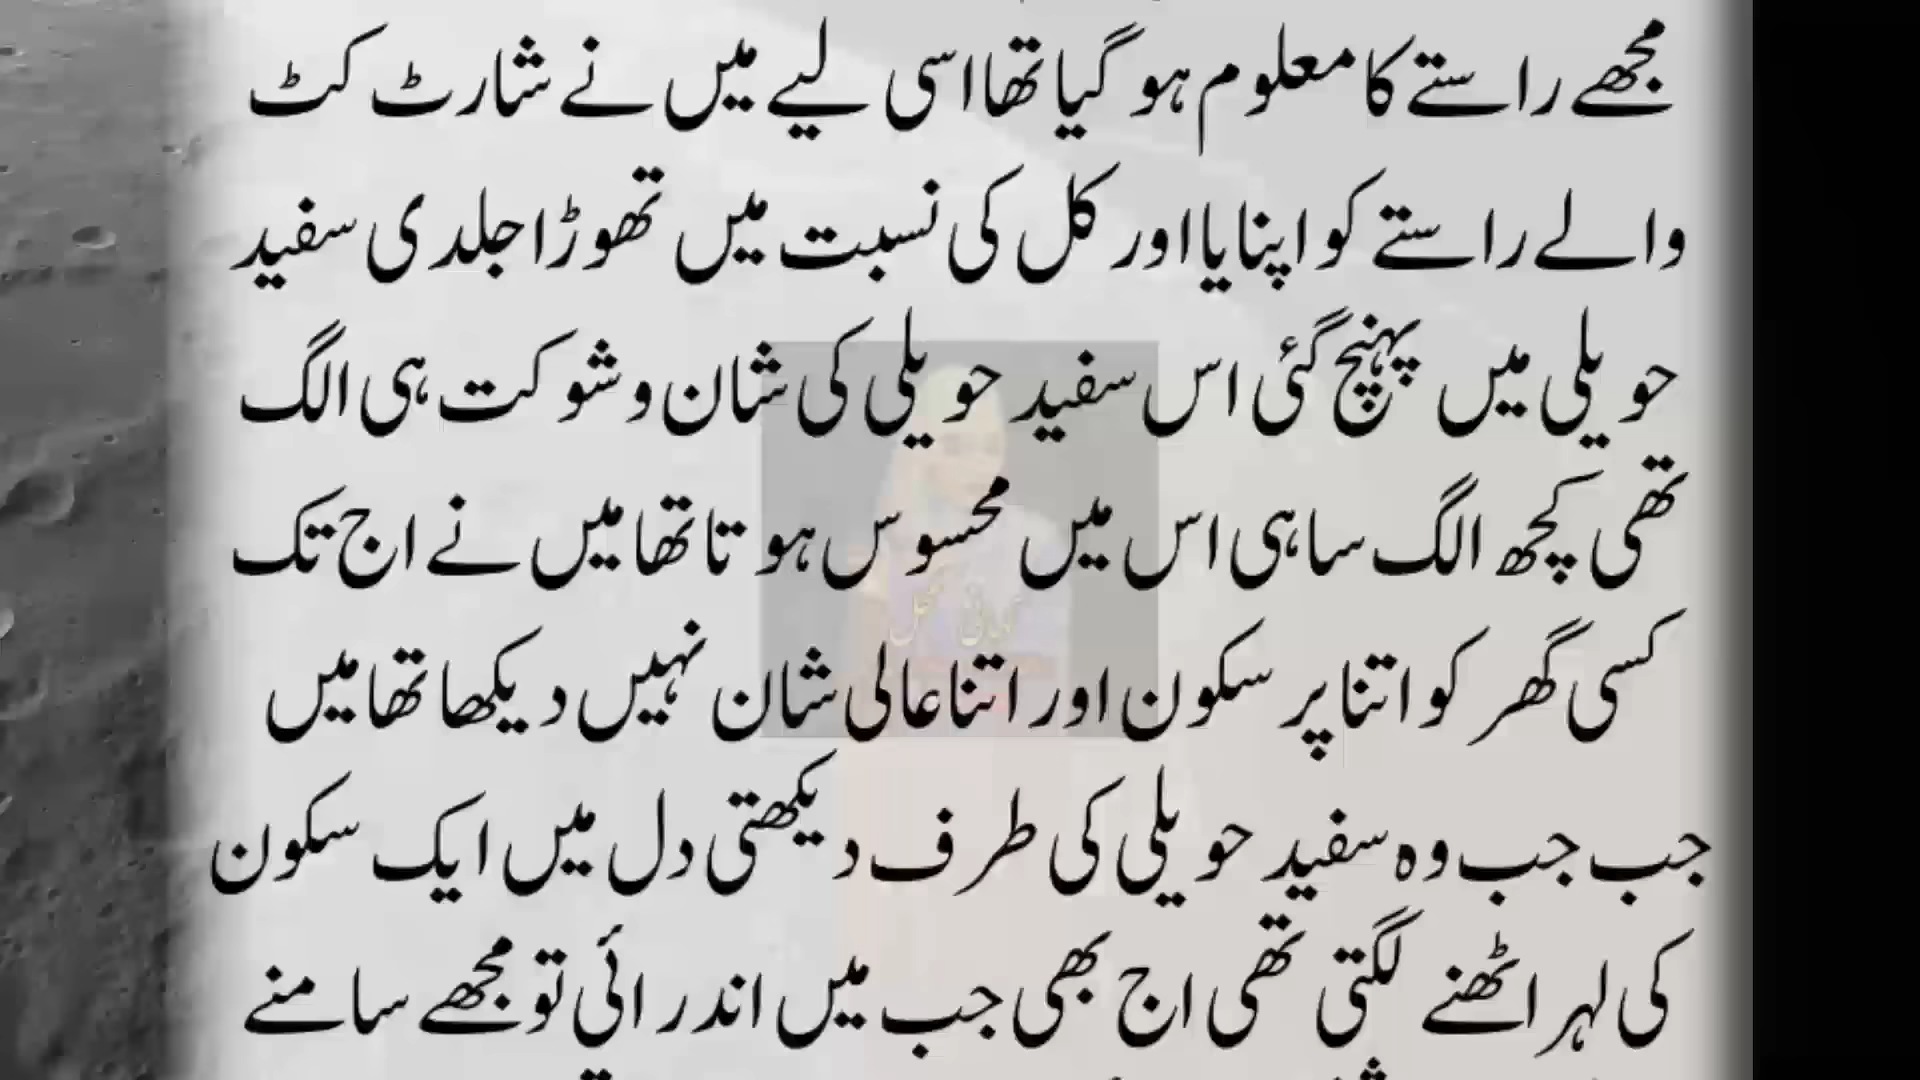 مجھے راستے کا معلوم ہو گیا تھا اسی لیے میں نے شارٹ کٹ
والے راستے کو اپنایا اور کل کی نسبت میں تھوڑا جلدی سفید
حویلی میں پہنچ گئی اس سفید حویلی کی شان و شوکت ہی الگ
تھی کچھ الگ سا ہی اس میں محسوس ہوتا تھا میں نے اج تک
کسی گھر کو اتنا پر سکون اور اتنا عالی شان نہیں دیکھا تھا میں
جب جب وہ سفید حویلی کی طرف دیکھتی دل میں ایک سکون
کی لہر اٹھنے لگتی تھی اج بھی جب میں اندر ائی تو مجھے سامنے